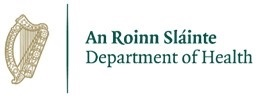 An Roinn Sláinte
Department of Health